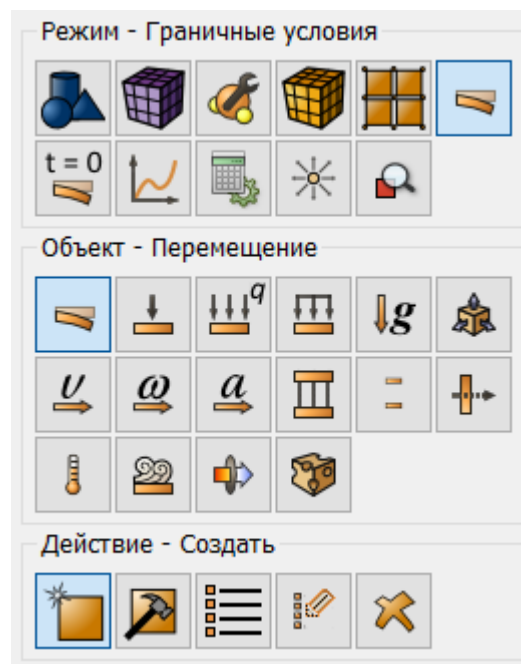 Режим - Граничные условия
t = 0
Объект - Перемещение
q
g
υ
ω
a
Действие - Создать